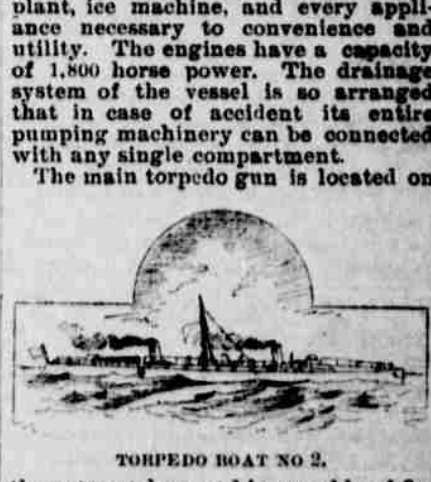 plant, ice machine, and every appli-
ance necessary to convenience and
utility. The engines have a capacity
of 1,800 horse power. The drainage
system of the vessel is so arranged
that in case of accident its entire
pumping machinery can be connected
with any single compartment.
The main torpedo gun is located on
TORPEDO BOAT NO 2.